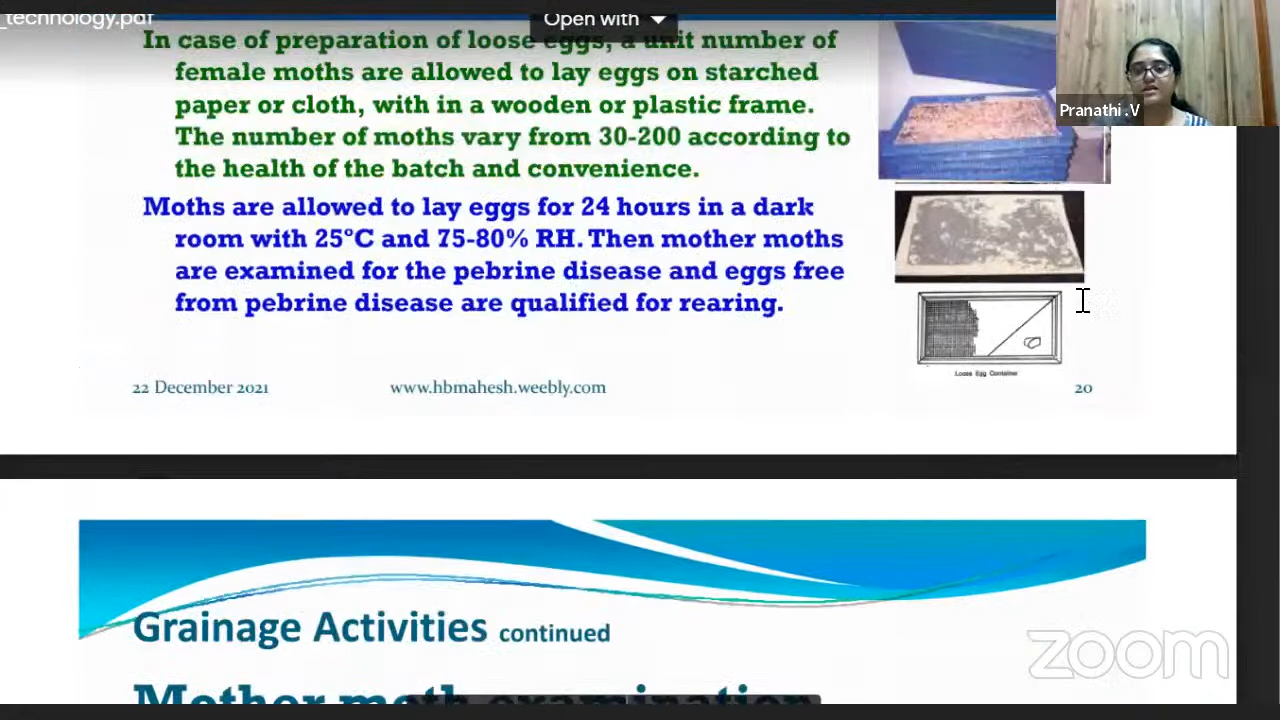 _technology.pdf
Open with
In case of preparation of loose eggs, a unit number of
female moths are allowed to lay eggs on starched
paper or cloth, with in a wooden or plastic frame.
The number of moths vary from 30-200 according to
the health of the batch and convenience.
Pranathi .V
Moths are allowed to lay eggs for 24 hours in a dark
room with 25°C and 75-80% RH. Then mother moths
are examined for the pebrine disease and eggs free
from pebrine disease are qualified for rearing.
Loose Egg Container
22 December 2021
www.hbmahesh.weebly.com
20
Grainage Activities continued
Mother moth examination
zoom